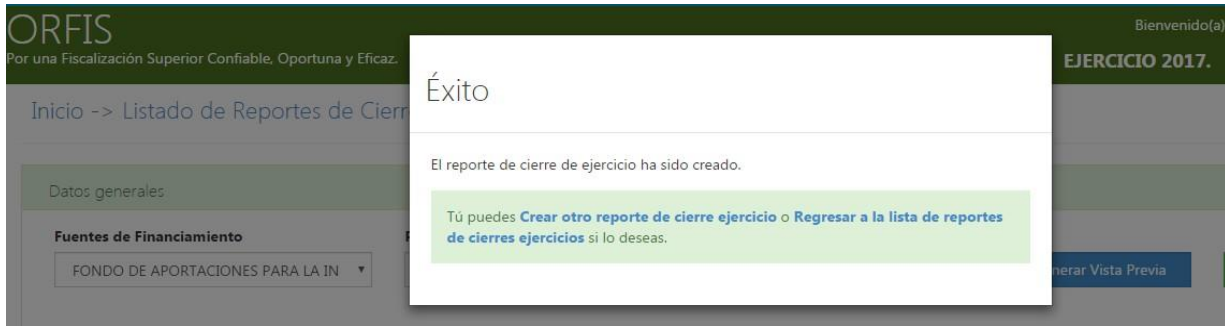 ORFIS
Bienvenido(a)
Por una Fiscalización Superior Confiable, Oportuna y Eficaz.
EJERCICIO 2017.
Éxito
Inicio -> Listado de Reportes de Cierr
El reporte de cierre de ejercicio ha sido creado.
Datos generales
Tú puedes Crear otro reporte de cierre ejercicio o Regresar a la lista de reportes
de cierres ejercicios si lo deseas.
Fuentes de Financiamiento
FONDO DE APORTACIONES PARA LA IN
nerar Vista Previa